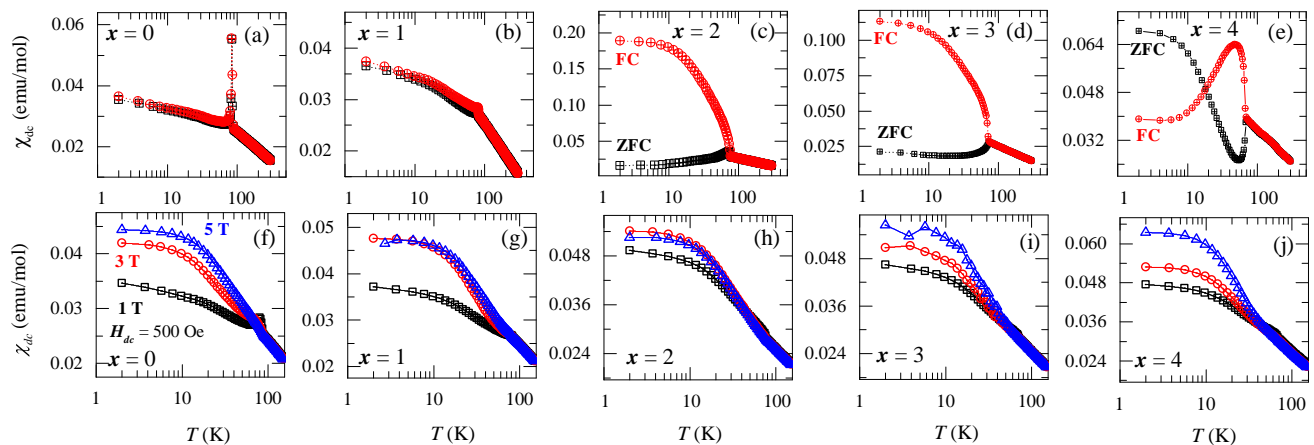 x = 0 (a)
x = 1 (b)
x = 2 (c)
x = 3 (d)
x = 4 (e)
χdc (emu/mol)
0.06
0.04
0.02
0.04
0.03
0.02
0.20
0.15
0.10
0.05
0.100
0.075
0.050
0.025
0.064
0.048
0.032
FC
ZFC
FC
ZFC
ZFC
FC
1 10 100
1 10 100
1 10 100
1 10 100
1 10 100
(f)
(g)
(h)
(i)
(j)
χdc (emu/mol)
0.04
0.03
0.02
0.05
0.04
0.03
0.02
0.048
0.036
0.024
0.05
0.04
0.03
0.02
0.060
0.048
0.036
0.024
5 T
3 T
1 T
Hdc = 500 Oe
x = 0
x = 1
x = 2
x = 3
x = 4
1 10 100
1 10 100
1 10 100
1 10 100
1 10 100
T (K)
T (K)
T (K)
T (K)
T (K)